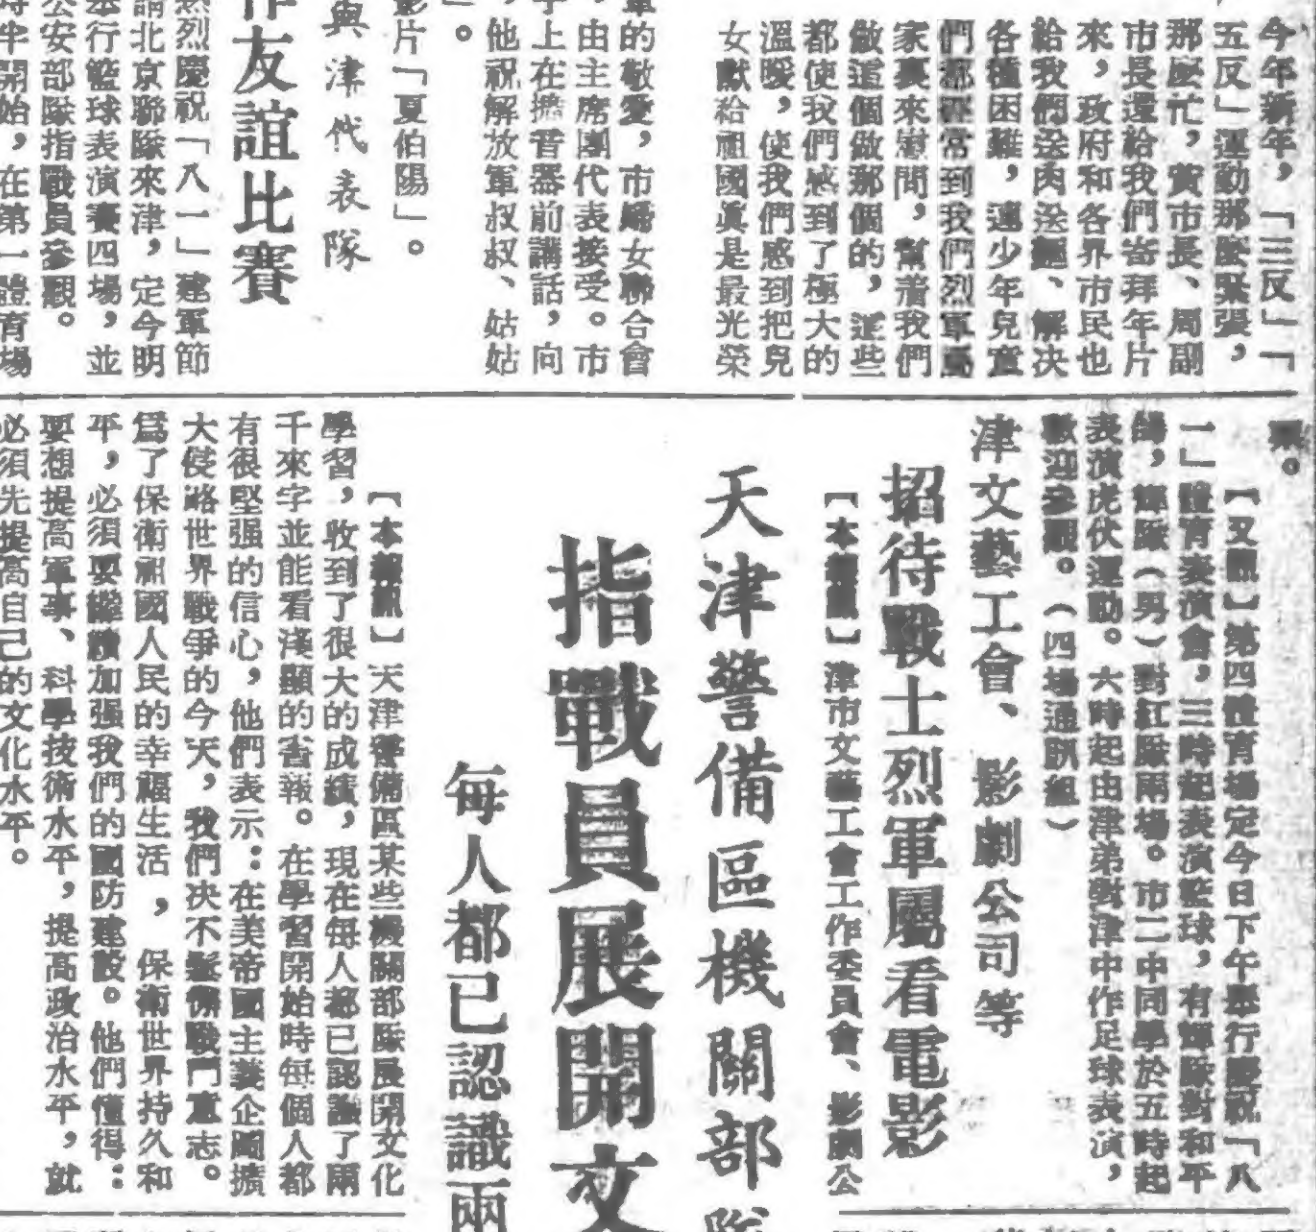 今年新年，「三反」「
五反」運動那麼緊張，
那麼忙，黃市長、周副
市長還給我們寄拜年片
來，政府和各界市民也
給我們送肉送麵、解决
各種困難，連少年兒童
們都經常到我們烈軍屬
家裏來慰問，幫着我們
做這個做那個的，這些
都使我們感到了極大的
溫暖，使我們感到把兒
女獻給祖國眞是最光榮
軍的敬愛，市婦女聯合會
，由主席團代表接受。市
手上在擴音器前講話，向
，他祝解放軍叔叔、姑姑
」。
影片「夏伯陽」。
與津代表隊
作友誼比賽
熱烈慶祝「八一」建軍節
請北京聯隊來津，定今明
舉行籃球表演賽四場，並
公安部隊指戰員參觀。
時半開始，在第一體育場
票。
【又訊】第四體育場定今日下午舉行慶祝「八
一」體育表演會，三時起表演籃球，有輝隊對和平
隊（男）對紅隊兩場。市二中同學於五時起
表演虎伏運動。六時起由津弟對津中作足球表演，
歡迎參觀。（四場通訊組）
津文藝工會、影劇公司等
招待戰士烈軍屬看電影
【本報訊】津市文藝工會工作委員會、影劇公
天津警備區機關部隊
指戰員展開文
每人都已認識兩
【本報訊】天津警備區某些機關部隊展開文化
學習，收到了很大的成績，現在每人都已認識了兩
千來字並能看淺顯的書報。在學習開始時每個人都
有很堅强的信心，他們表示：在美帝國主義企圖擴
大侵略世界戰爭的今天，我們决不鬆懈戰鬥意志。
爲了保衛祖國人民的幸福生活，保衛世界持久和
平，必須要繼續加强我們的國防建設。他們懂得：
要想提高軍事、科學技術水平，提高政治水平，就
必須先提高自己的文化水平。